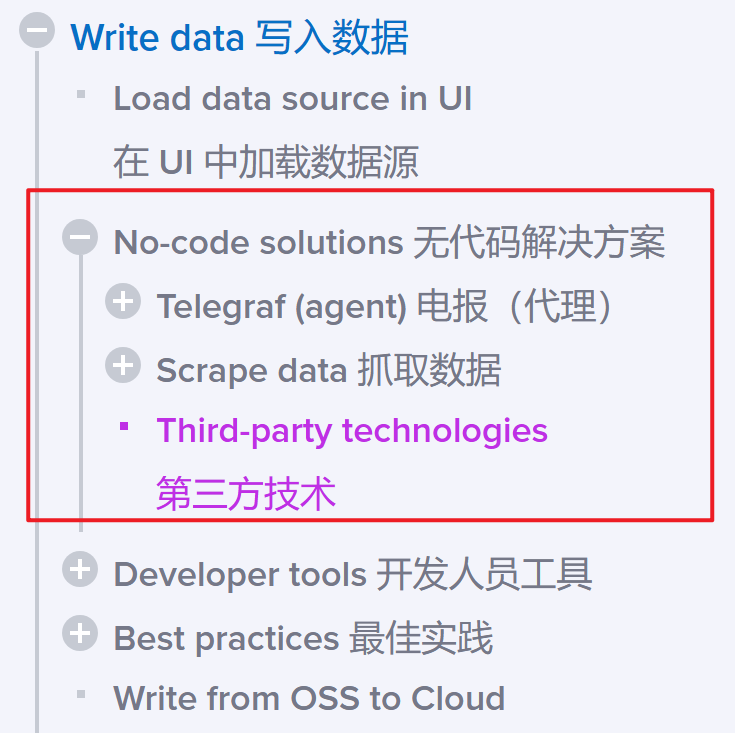 Write data 写入数据
Load data source in UI
在 UI 中加载数据源
No-code solutions 无代码解决方案
Telegraf (agent) 电报（代理）
Scrape data 抓取数据
Third-party technologies
第三方技术
Developer tools 开发人员工具
Best practices 最佳实践
Write from OSS to Cloud